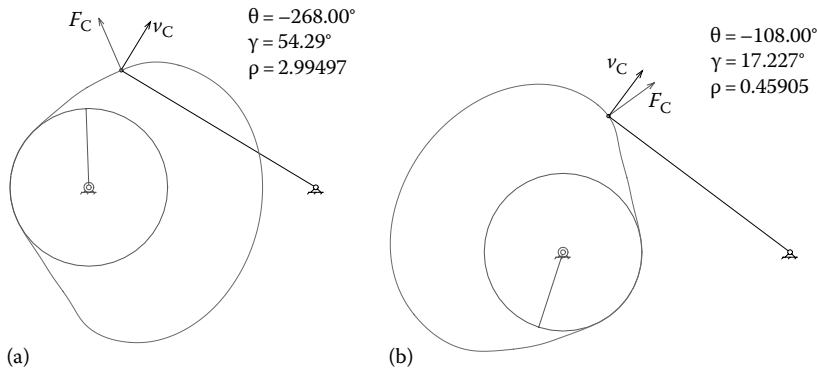 F_C
v_C
θ = −268.00°
γ = 54.29°
ρ = 2.99497
(a)
v_C
F_C
θ = −108.00°
γ = 17.227°
ρ = 0.45905
(b)